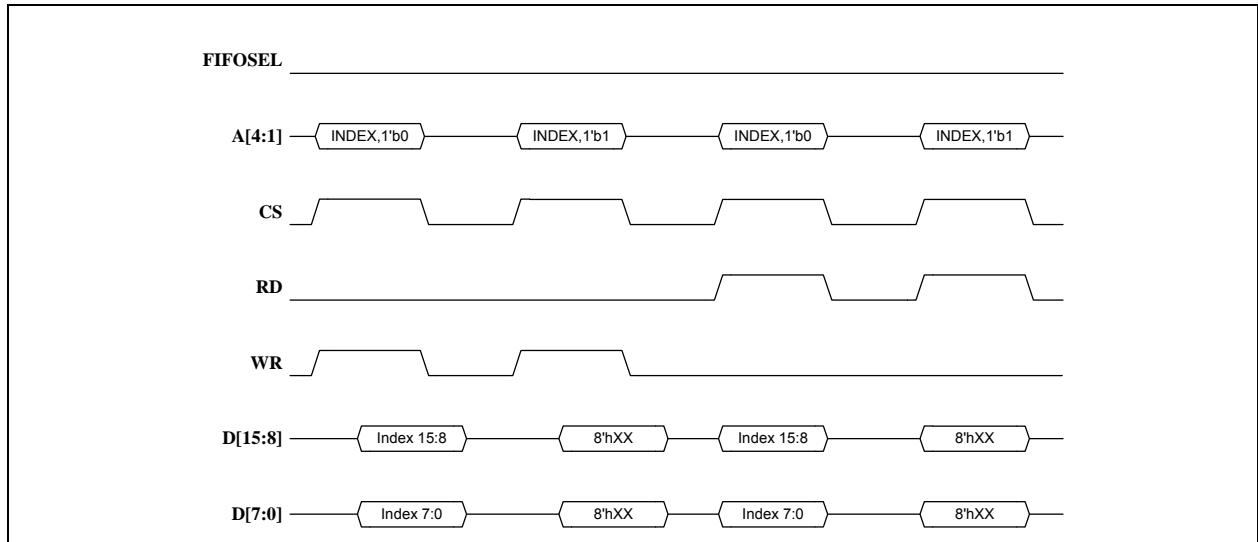 FIFOSEL
A[4:1] INDEX,1'b0 INDEX,1'b1 INDEX,1'b0 INDEX,1'b1
CS
RD
WR
D[15:8] Index 15:8 8'hXX Index 15:8 8'hXX
D[7:0] Index 7:0 8'hXX Index 7:0 8'hXX